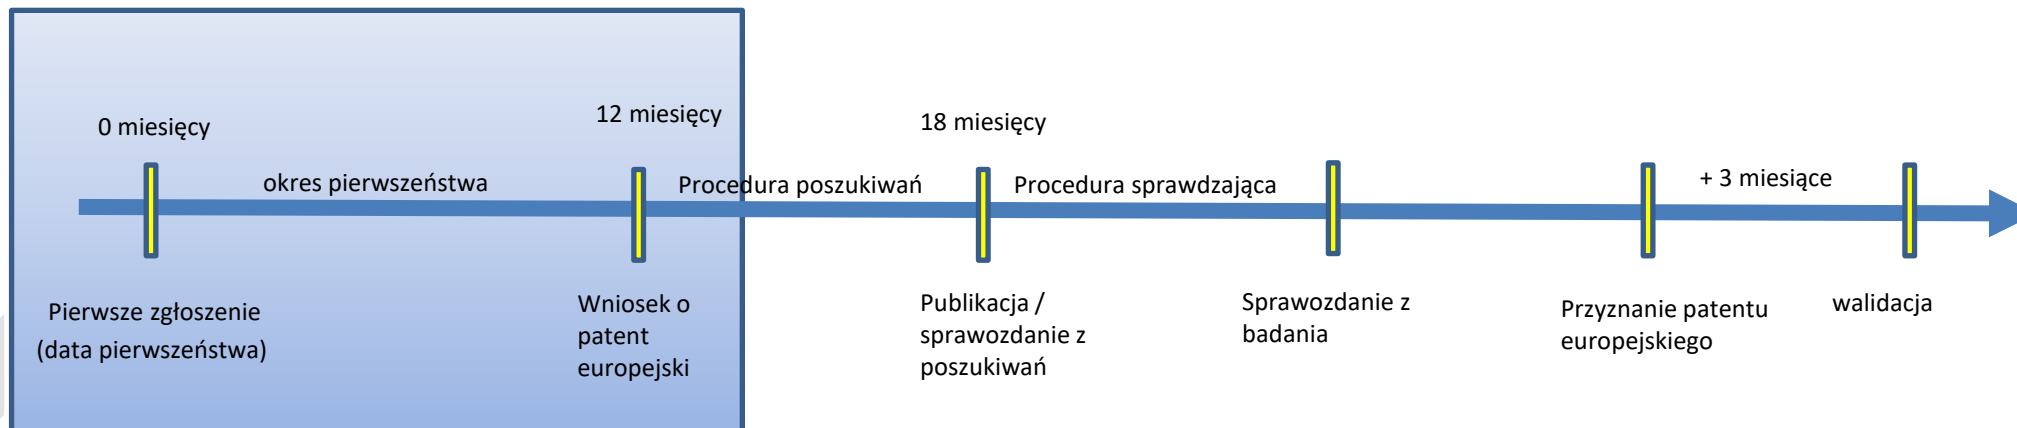 0 miesięcy
12 miesięcy
18 miesięcy
okres pierwszeństwa
Procedura poszukiwań
Procedura sprawdzająca
+ 3 miesiące
Pierwsze zgłoszenie
(data pierwszeństwa)
Wniosek o
patent
europejski
Publikacja /
sprawozdanie z
poszukiwań
Sprawozdanie z
badania
Przyznanie patentu
europejskiego
walidacja